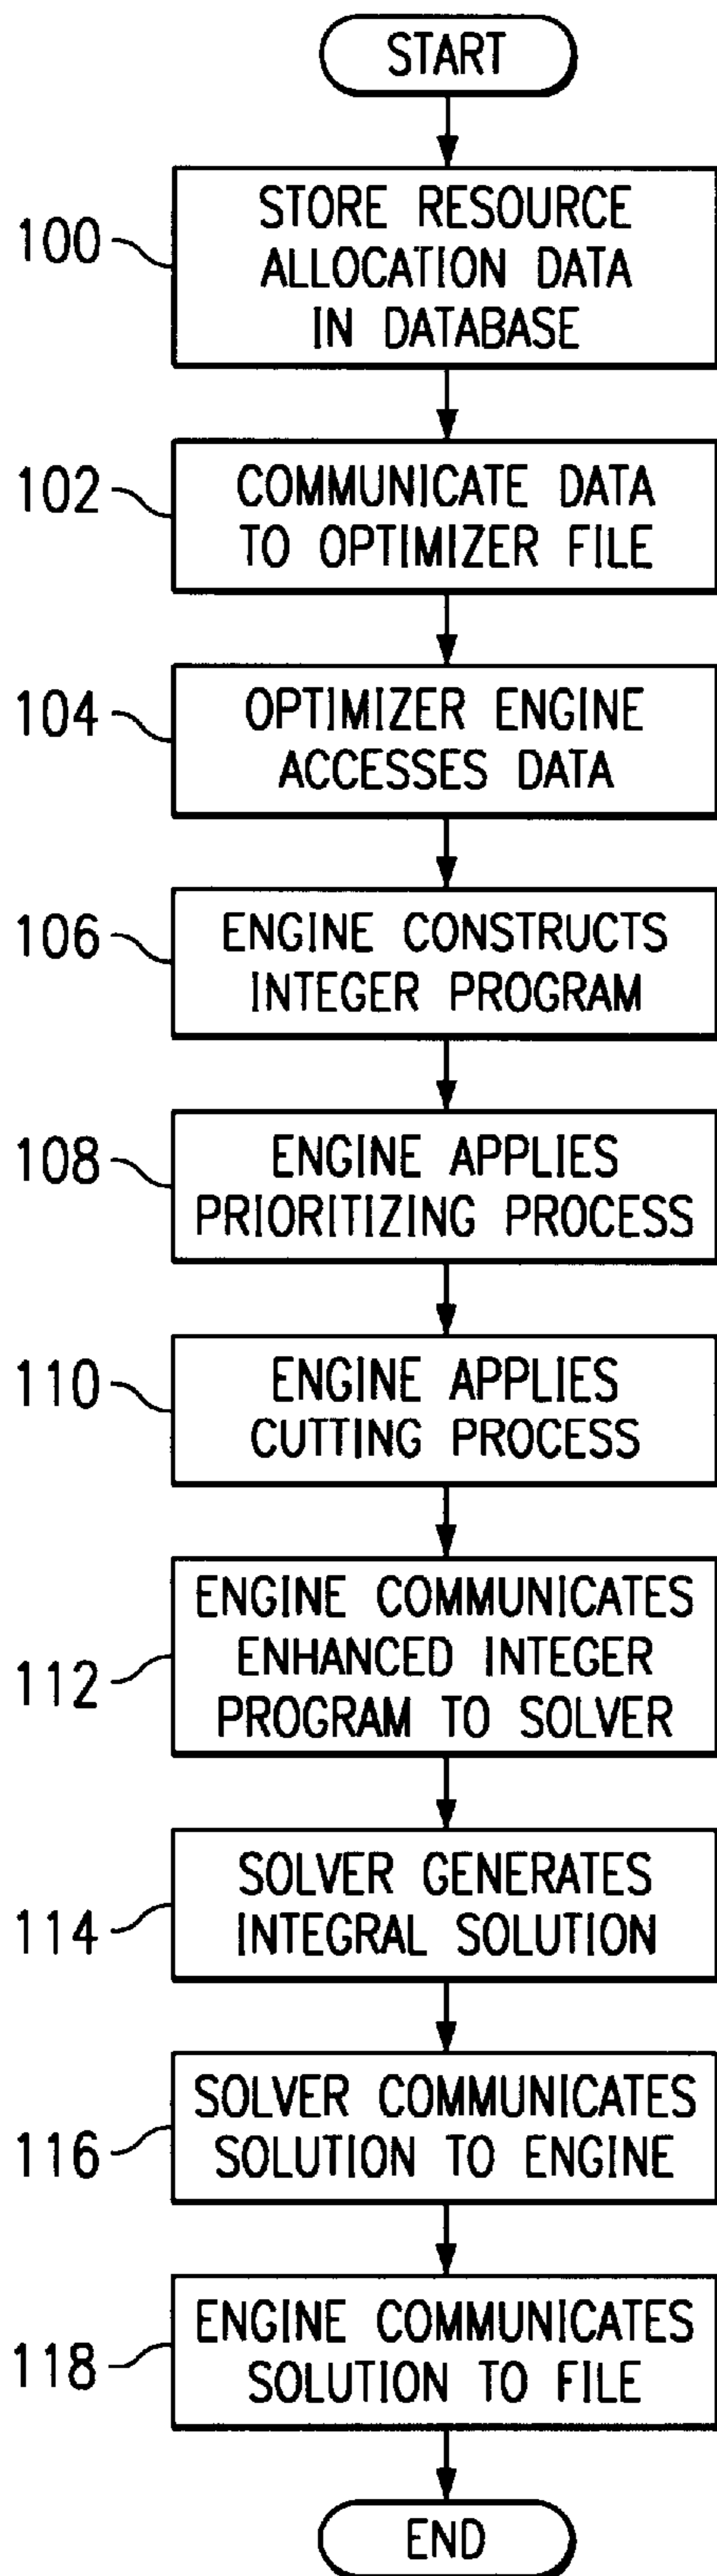 START
100
STORE RESOURCE
ALLOCATION DATA
IN DATABASE
102
COMMUNICATE DATA
TO OPTIMIZER FILE
104
OPTIMIZER ENGINE
ACCESSES DATA
106
ENGINE CONSTRUCTS
INTEGER PROGRAM
108
ENGINE APPLIES
PRIORITIZING PROCESS
110
ENGINE APPLIES
CUTTING PROCESS
112
ENGINE COMMUNICATES
ENHANCED INTEGER
PROGRAM TO SOLVER
114
SOLVER GENERATES
INTEGRAL SOLUTION
116
SOLVER COMMUNICATES
SOLUTION TO ENGINE
118
ENGINE COMMUNICATES
SOLUTION TO FILE
END